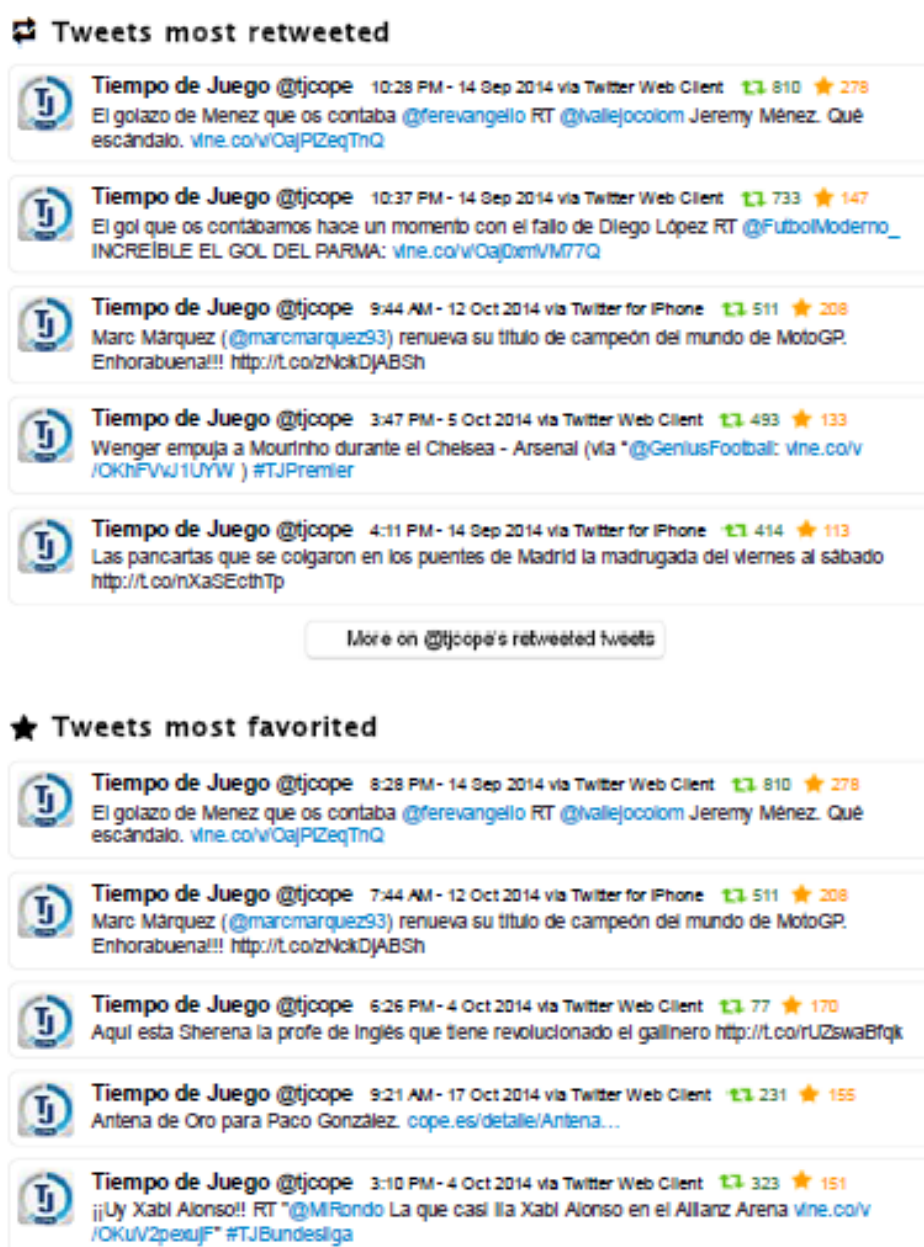 Tweets most retweeted
Tiempo de Juego @tjcope 10:28 PM - 14 Sep 2014 via Twitter Web Client 810 278
El golazo de Menez que os contaba @ferevangelio RT @ivallejocolom Jeremy Ménez. Qué
escándalo. vine.co/v/OajPlZeqTnQ
Tiempo de Juego @tjcope 10:37 PM - 14 Sep 2014 via Twitter Web Client 733 147
El gol que os contábamos hace un momento con el fallo de Diego López RT @FutbolModerno_
INCREÍBLE EL GOL DEL PARMA: vine.co/v/Oaj0xmVM77Q
Tiempo de Juego @tjcope 9:44 AM - 12 Oct 2014 via Twitter for iPhone 511 208
Marc Márquez (@marcmarquez93) renueva su título de campeón del mundo de MotoGP.
Enhorabuena!!! http://t.co/zNckDjABSh
Tiempo de Juego @tjcope 3:47 PM - 5 Oct 2014 via Twitter Web Client 493 133
Wenger empuja a Mourinho durante el Chelsea - Arsenal (vía "@GeniusFootball: vine.co/v
/OKhFVvJ1UYW ) #TJPremier
Tiempo de Juego @tjcope 4:11 PM - 14 Sep 2014 via Twitter for iPhone 414 113
Las pancartas que se colgaron en los puentes de Madrid la madrugada del viernes al sábado
http://t.co/nXaSEcthTp
More on @tjcope's retweeted tweets
Tweets most favorited
Tiempo de Juego @tjcope 8:28 PM - 14 Sep 2014 via Twitter Web Client 810 278
El golazo de Menez que os contaba @ferevangelio RT @ivallejocolom Jeremy Ménez. Qué
escándalo. vine.co/v/OajPlZeqTnQ
Tiempo de Juego @tjcope 7:44 AM - 12 Oct 2014 via Twitter for iPhone 511 208
Marc Márquez (@marcmarquez93) renueva su título de campeón del mundo de MotoGP.
Enhorabuena!!! http://t.co/zNckDjABSh
Tiempo de Juego @tjcope 6:26 PM - 4 Oct 2014 via Twitter Web Client 77 170
Aquí esta Sherena la profe de inglés que tiene revolucionado el gallinero http://t.co/rUZswaBfqk
Tiempo de Juego @tjcope 9:21 AM - 17 Oct 2014 via Twitter Web Client 231 155
Antena de Oro para Paco González. cope.es/detalle/Antena…
Tiempo de Juego @tjcope 3:10 PM - 4 Oct 2014 via Twitter Web Client 323 151
¡¡Uy Xabi Alonso!! RT "@MiRondo La que casi lía Xabi Alonso en el Allianz Arena vine.co/v
/OKuV2pexujF" #TJBundesliga